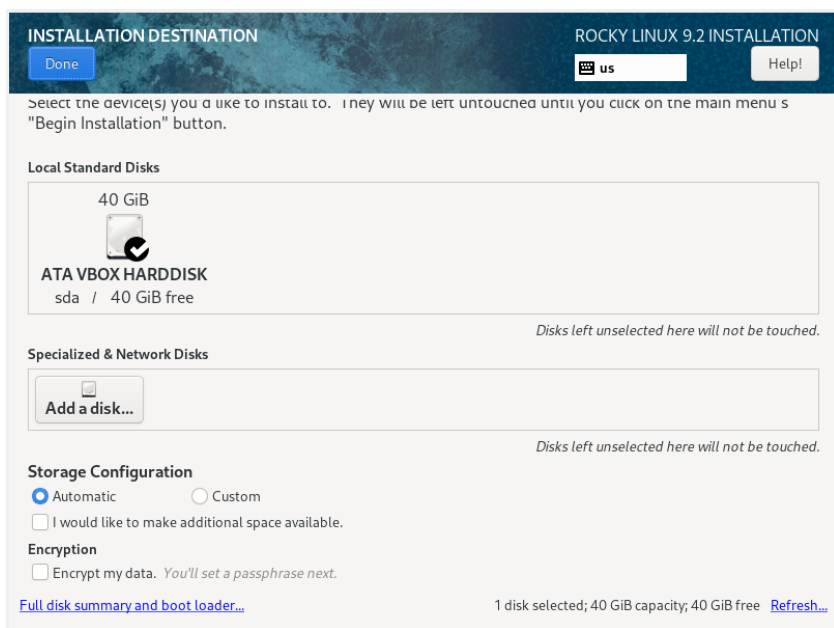 INSTALLATION DESTINATION
ROCKY LINUX 9.2 INSTALLATION
Done
us
Help!
Select the device(s) you'd like to install to. They will be left untouched until you click on the main menu's
"Begin Installation" button.
Local Standard Disks
40 GiB
ATA VBOX HARDDISK
sda / 40 GiB free
Disks left unselected here will not be touched.
Specialized & Network Disks
Add a disk...
Disks left unselected here will not be touched.
Storage Configuration
Automatic
Custom
I would like to make additional space available.
Encryption
Encrypt my data. You'll set a passphrase next.
Full disk summary and boot loader...
1 disk selected; 40 GiB capacity; 40 GiB free Refresh...